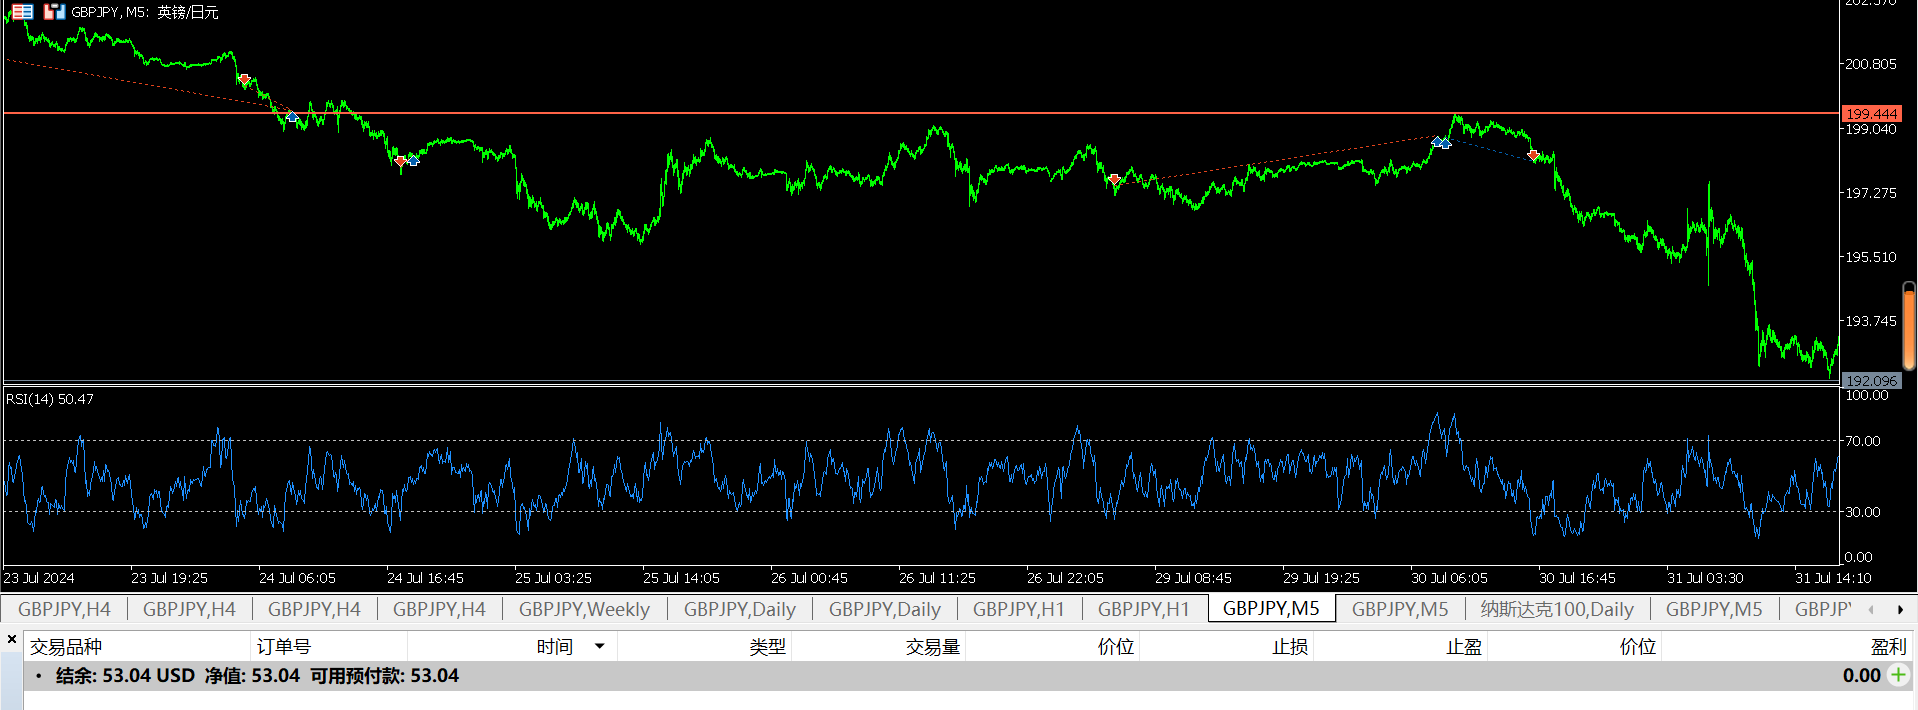 GBPJPY, M5: 英镑/日元
202.570
200.805
199.444
199.040
197.275
195.510
193.745
192.096
RSI(14) 50.47
100.00
70.00
30.00
0.00
23 Jul 2024 23 Jul 19:25 24 Jul 06:05 24 Jul 16:45 25 Jul 03:25 25 Jul 14:05 26 Jul 00:45 26 Jul 11:25 26 Jul 22:05 29 Jul 08:45 29 Jul 19:25 30 Jul 06:05 30 Jul 16:45 31 Jul 03:30 31 Jul 14:10
GBPJPY,H4 GBPJPY,H4 GBPJPY,H4 GBPJPY,H4 GBPJPY,Weekly GBPJPY,Daily GBPJPY,Daily GBPJPY,H1 GBPJPY,H1 GBPJPY,M5 GBPJPY,M5 纳斯达克100,Daily GBPJPY,M5 GBPJPY
交易品种 订单号 时间 类型 交易量 价位 止损 止盈 价位 盈利
结余: 53.04 USD 净值: 53.04 可用预付款: 53.04 0.00